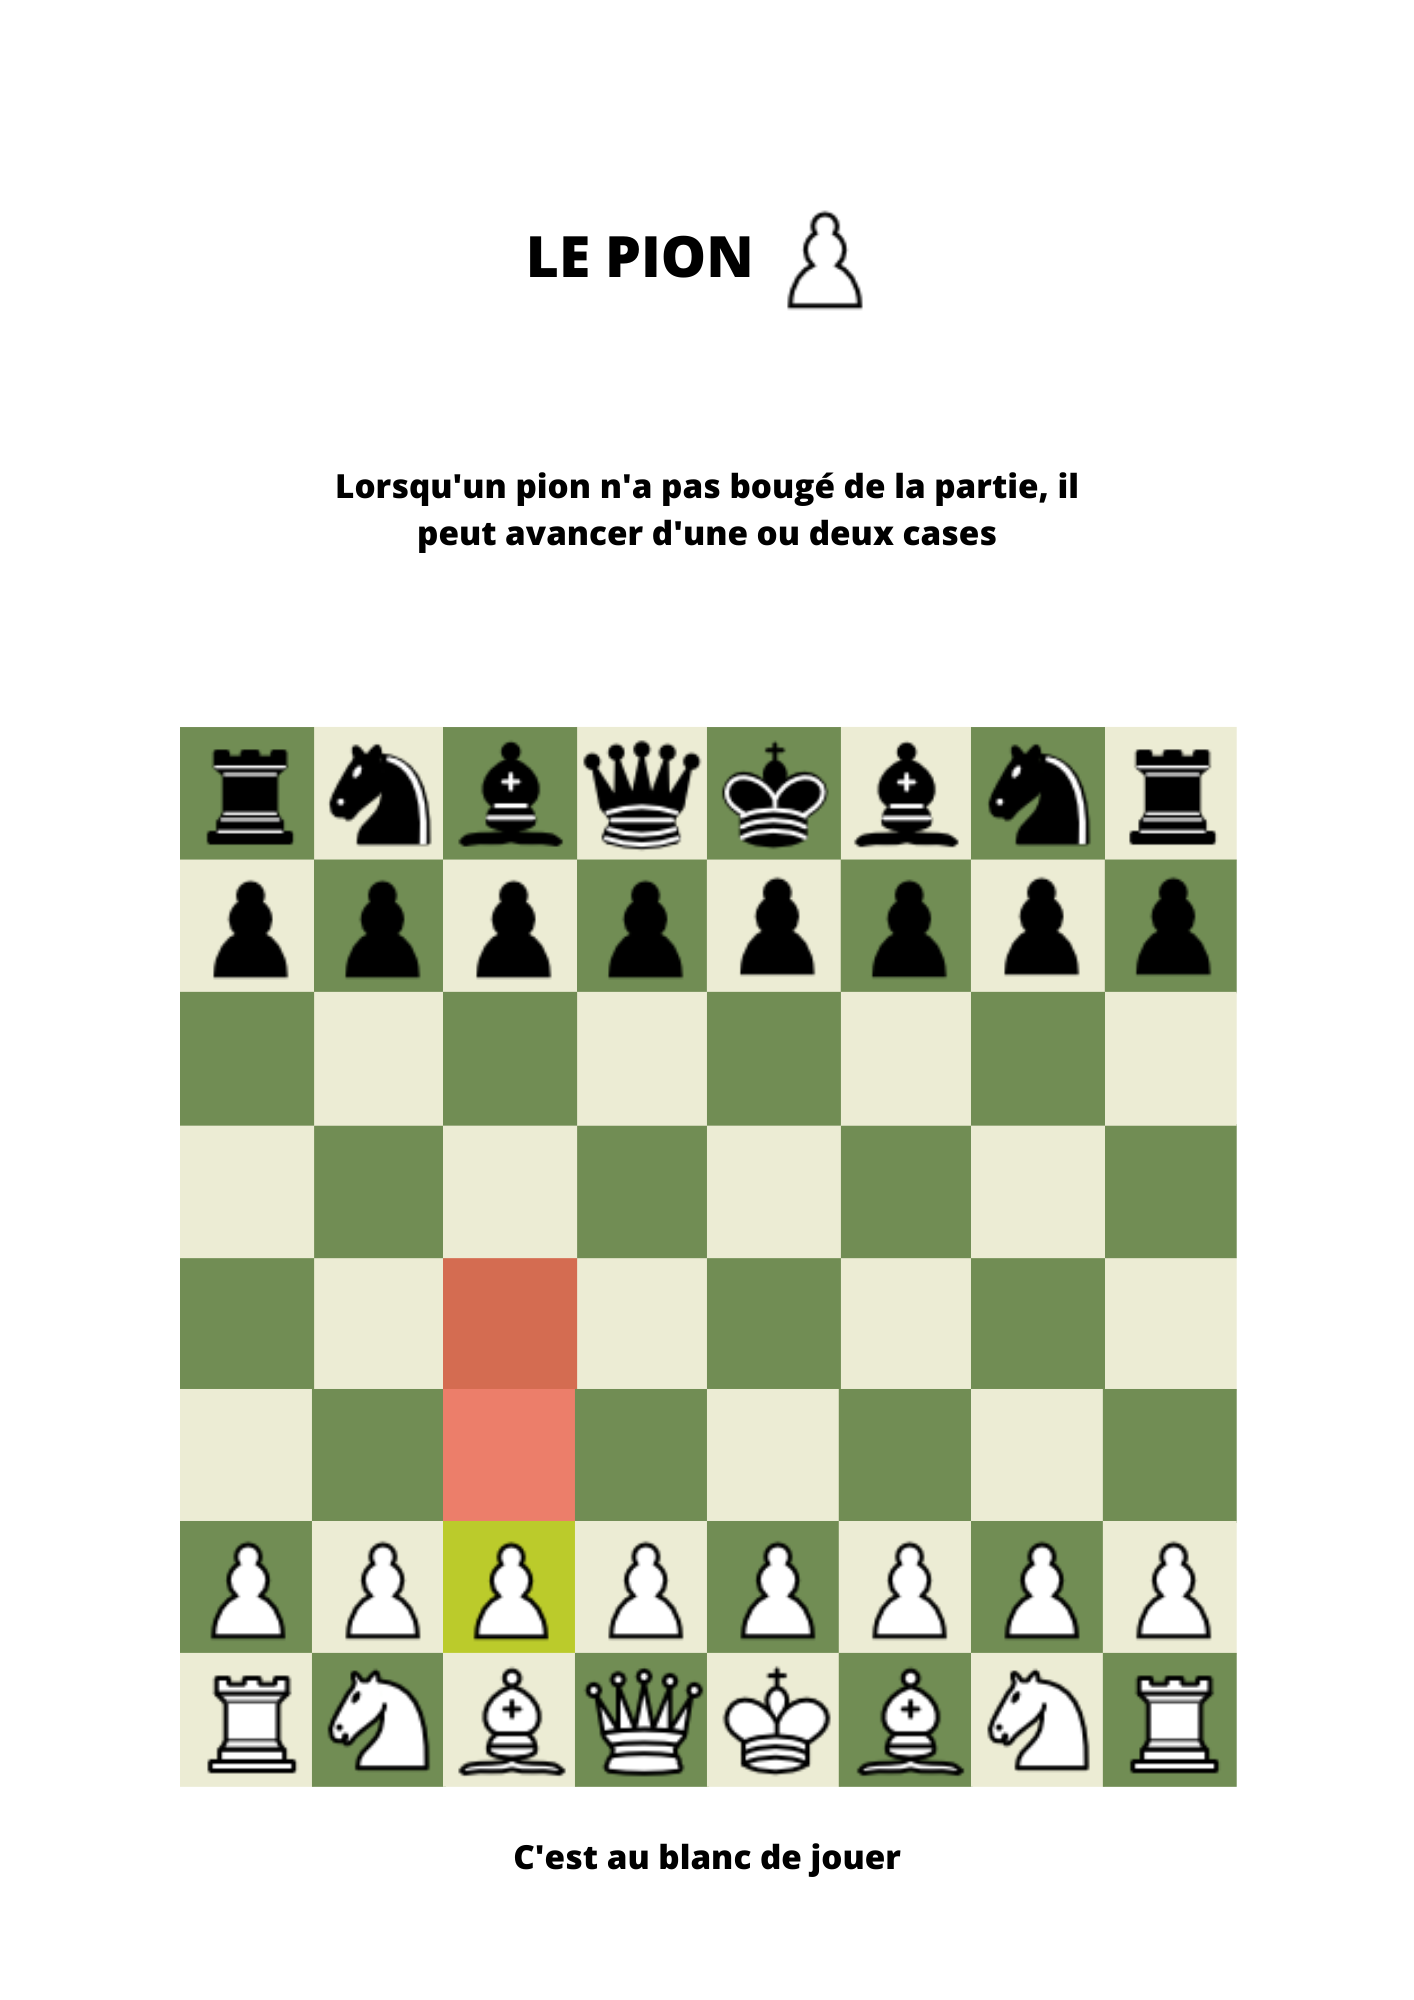 LE PION
Lorsqu'un pion n'a pas bougé de la partie, il
peut avancer d'une ou deux cases
C'est au blanc de jouer